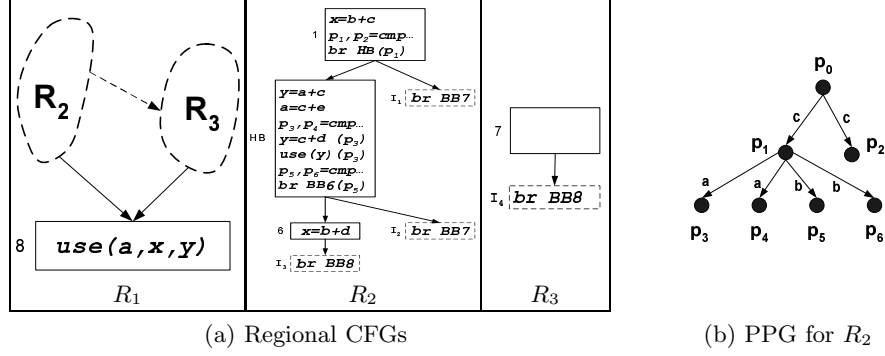 R₂
R₃
8
use(a,x,y)
R₁
1
x=b+c
p₁,p₂=cmp…
br HB(p₁)
I₁ br BB7
HB
y=a+c
a=c+e
p₃,p₄=cmp…
y=c+d (p₃)
use(y)(p₃)
p₅,p₆=cmp…
br BB6(p₅)
6 x=b+d
I₂ br BB7
I₃ br BB8
R₂
7
I₄ br BB8
R₃
(a) Regional CFGs
p₀
c c
p₁ p₂
a a b b
p₃ p₄ p₅ p₆
(b) PPG for R₂